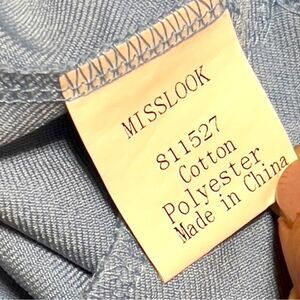 MISSLOOK
811527
Cotton
Polyester
Made in China